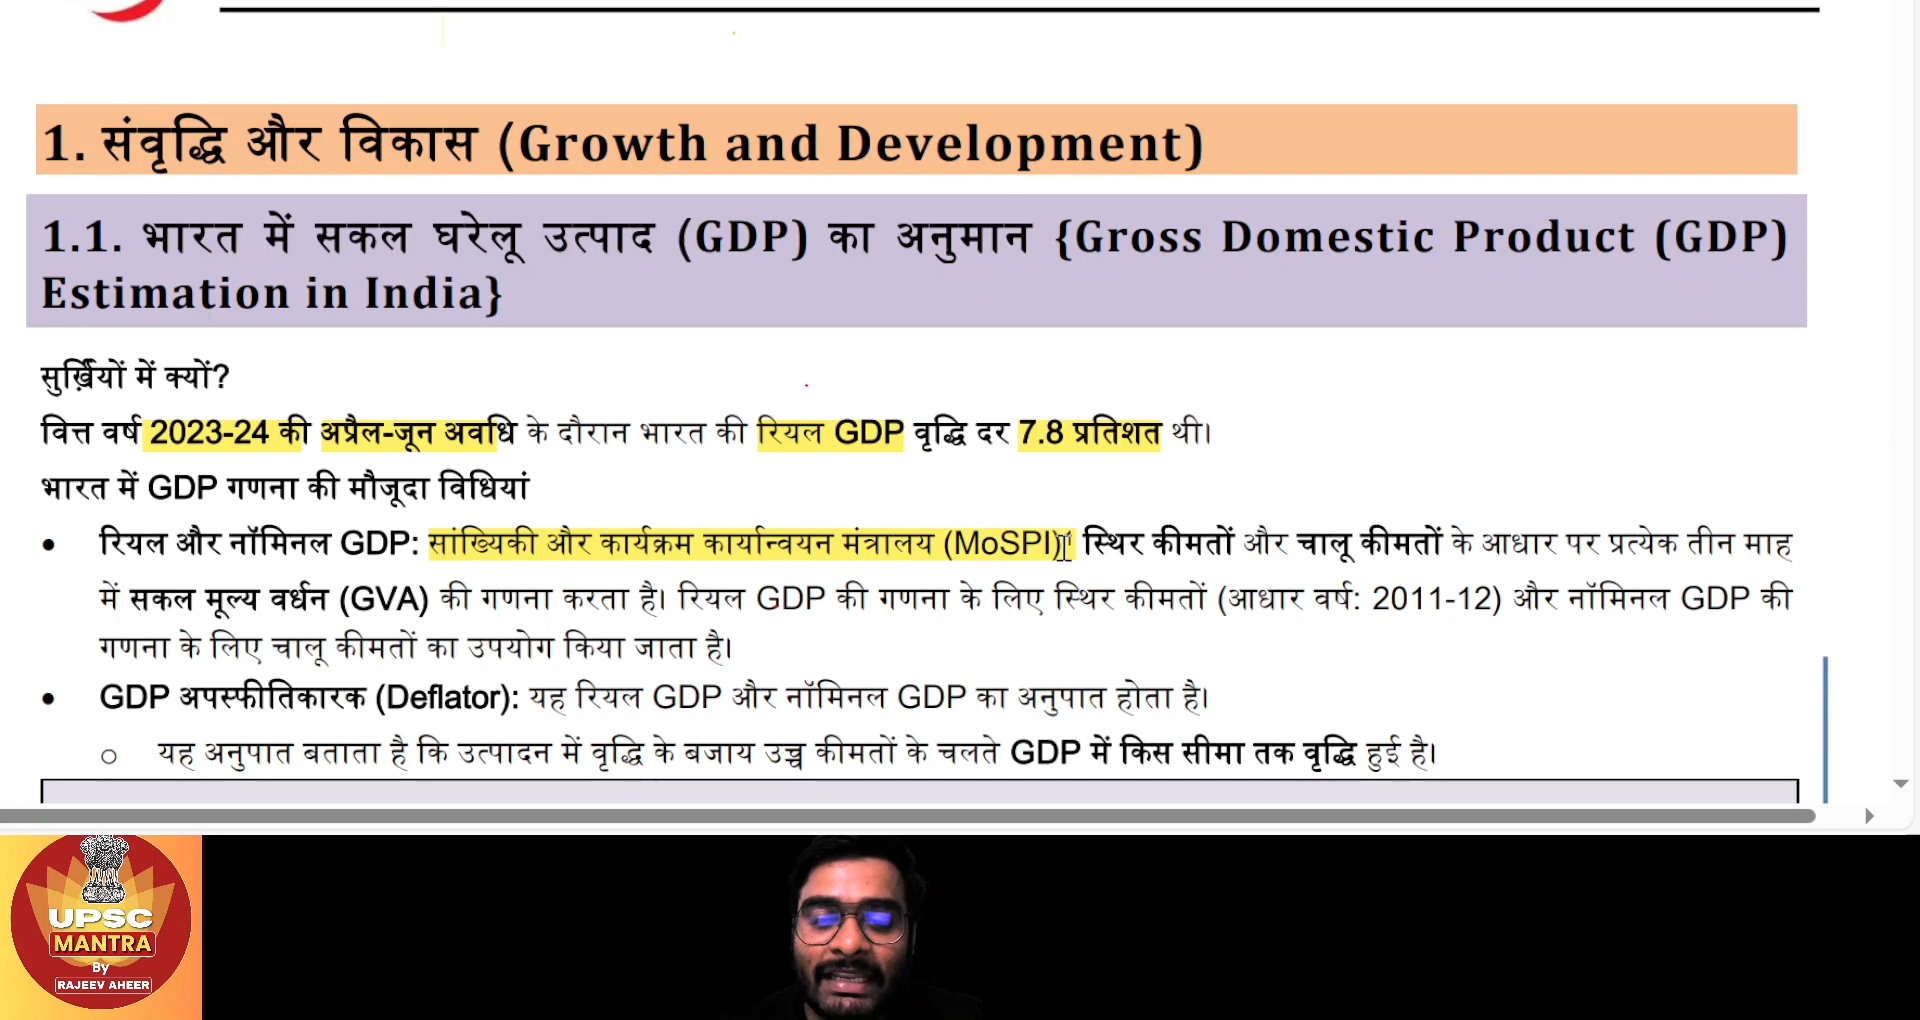 1. संवृद्धि और विकास (Growth and Development)
1.1. भारत में सकल घरेलू उत्पाद (GDP) का अनुमान {Gross Domestic Product (GDP)
Estimation in India}
सुर्ख़ियों में क्यों?
वित्त वर्ष 2023-24 की अप्रैल-जून अवधि के दौरान भारत की रियल GDP वृद्धि दर 7.8 प्रतिशत थी।
भारत में GDP गणना की मौजूदा विधियां
• रियल और नॉमिनल GDP: सांख्यिकी और कार्यक्रम कार्यान्वयन मंत्रालय (MoSPI)¹ स्थिर कीमतों और चालू कीमतों के आधार पर प्रत्येक तीन माह
में सकल मूल्य वर्धन (GVA) की गणना करता है। रियल GDP की गणना के लिए स्थिर कीमतों (आधार वर्ष: 2011-12) और नॉमिनल GDP की
गणना के लिए चालू कीमतों का उपयोग किया जाता है।
• GDP अपस्फीतिकारक (Deflator): यह रियल GDP और नॉमिनल GDP का अनुपात होता है।
o यह अनुपात बताता है कि उत्पादन में वृद्धि के बजाय उच्च कीमतों के चलते GDP में किस सीमा तक वृद्धि हुई है।
UPSC
MANTRA
By
RAJEEV AHEER